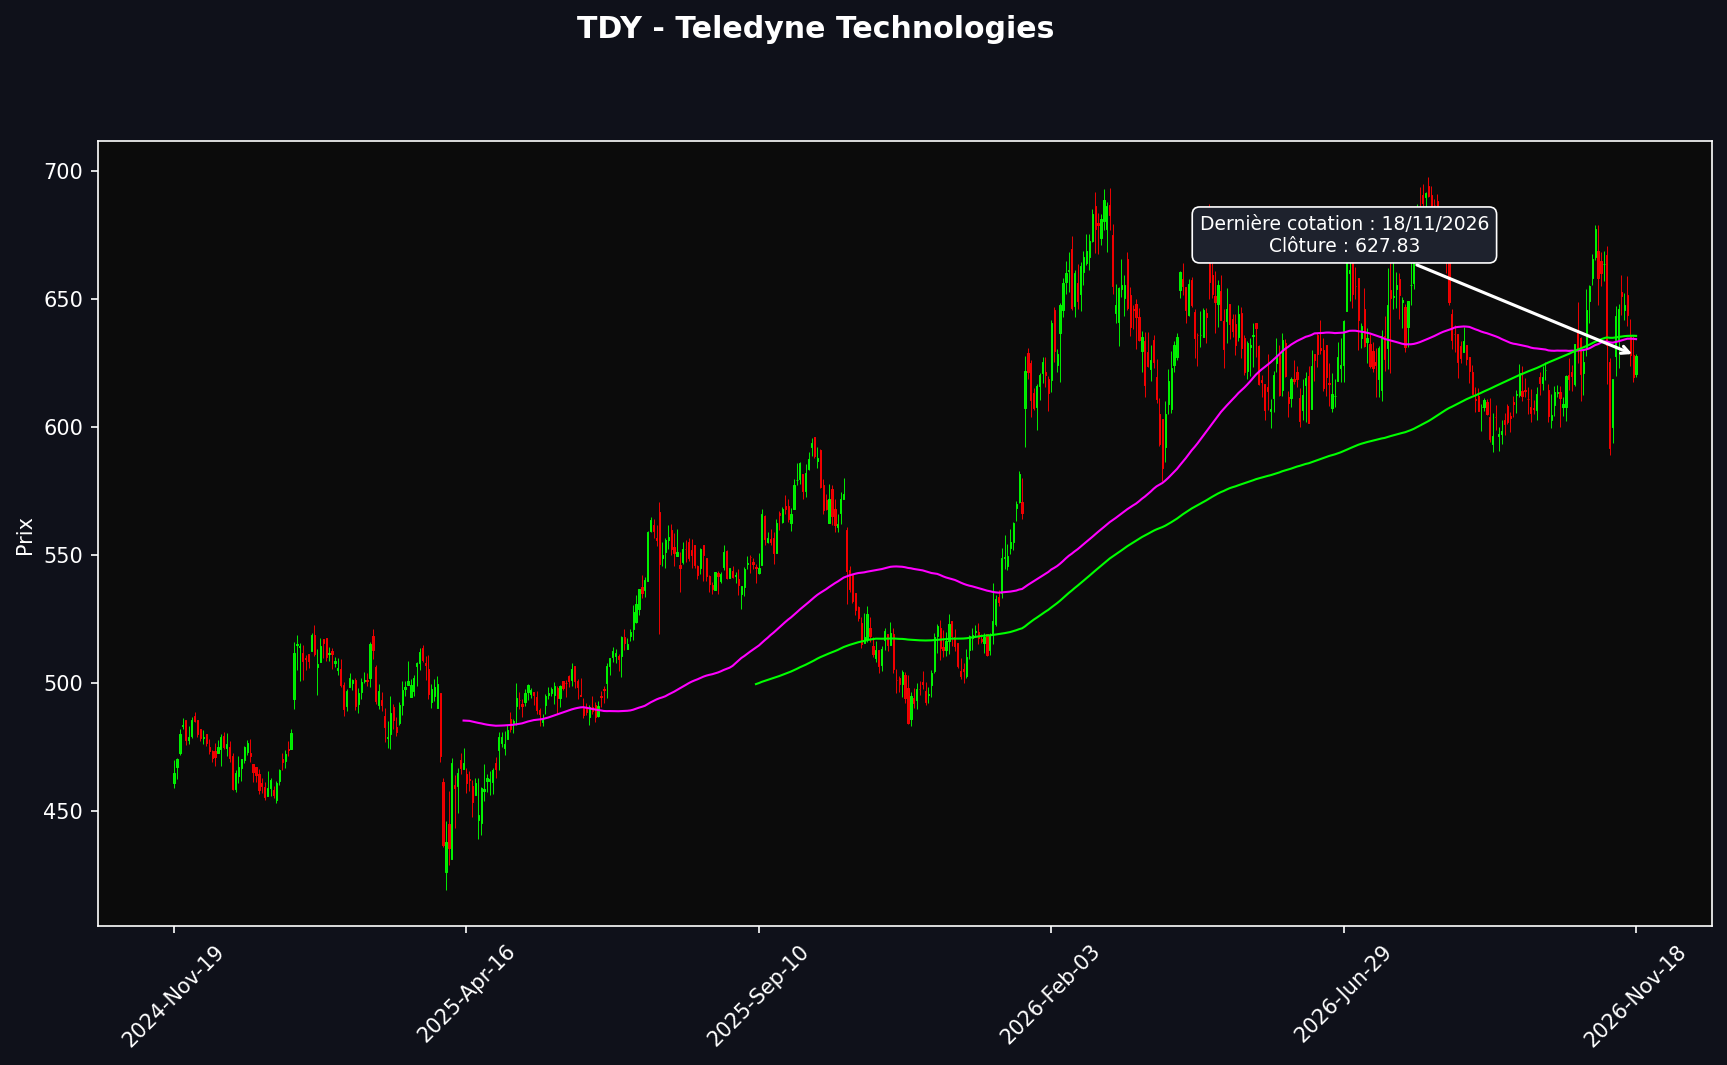 TDY - Teledyne Technologies
Dernière cotation : 18/11/2026
Clôture : 627.83
Prix
700
650
600
550
500
450
2024-Nov-19
2025-Apr-16
2025-Sep-10
2026-Feb-03
2026-Jun-29
2026-Nov-18